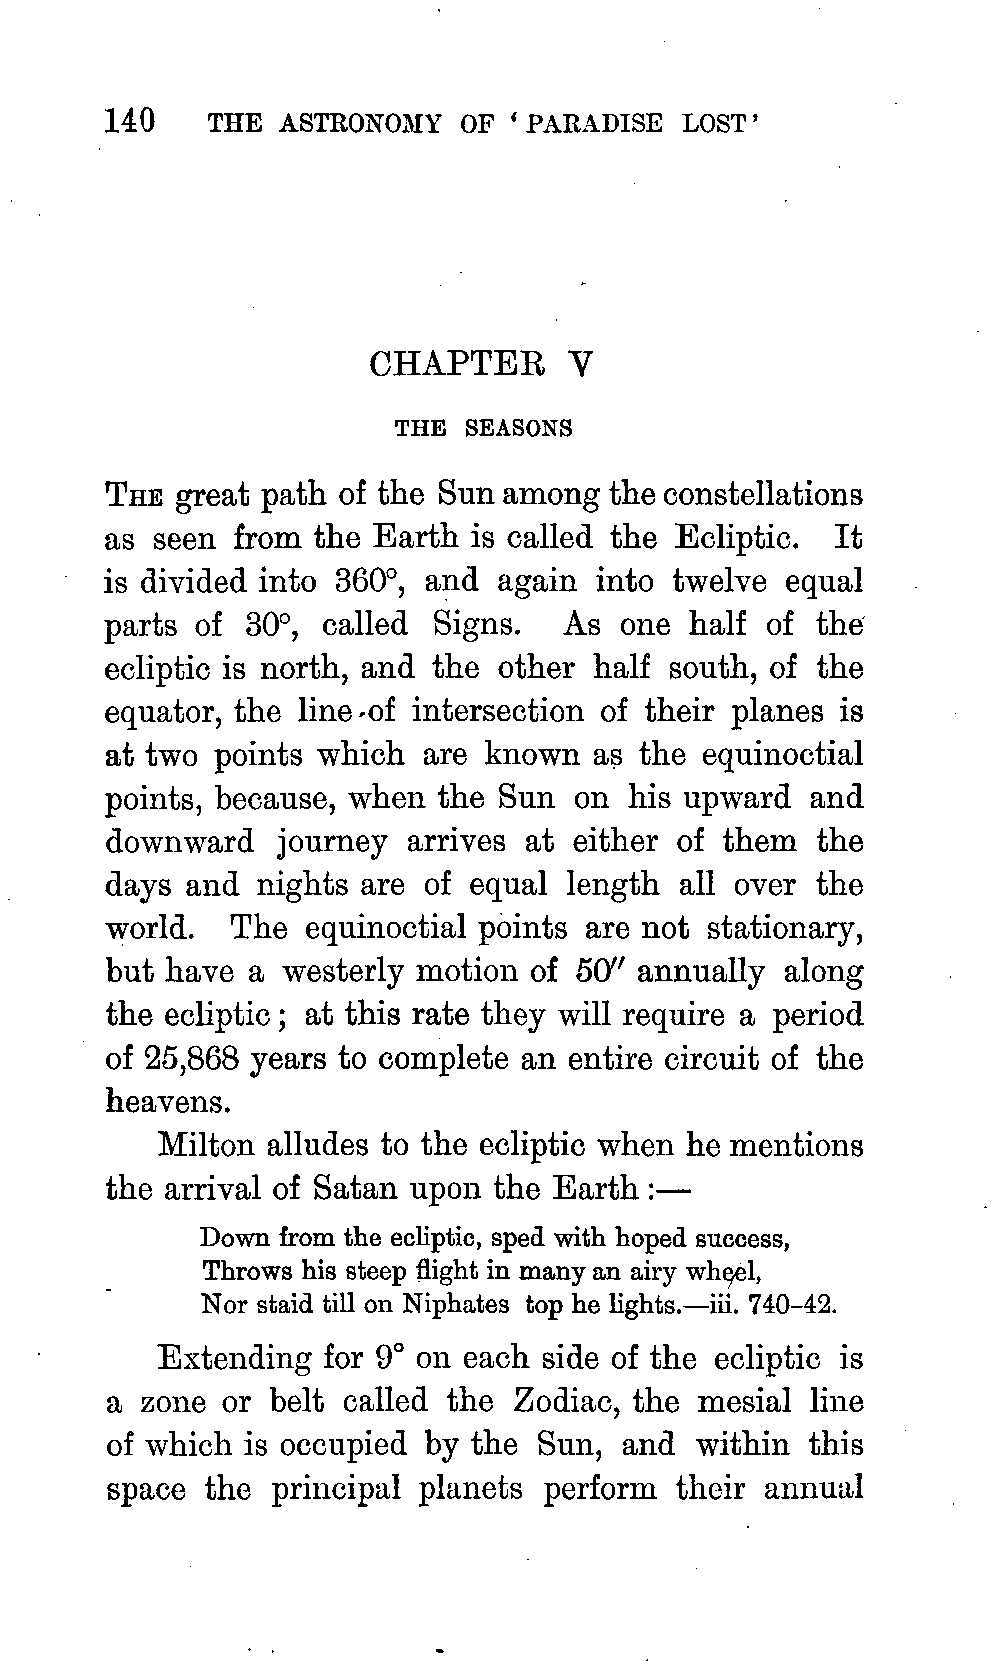 140 THE ASTRONOMY OF ‘PARADISE LOST’
CHAPTER V
THE SEASONS
THE great path of the Sun among the constellations
as seen from the Earth is called the Ecliptic. It
is divided into 360°, and again into twelve equal
parts of 30°, called Signs. As one half of the
ecliptic is north, and the other half south, of the
equator, the line of intersection of their planes is
at two points which are known as the equinoctial
points, because, when the Sun on his upward and
downward journey arrives at either of them the
days and nights are of equal length all over the
world. The equinoctial points are not stationary,
but have a westerly motion of 50″ annually along
the ecliptic; at this rate they will require a period
of 25,868 years to complete an entire circuit of the
heavens.
Milton alludes to the ecliptic when he mentions
the arrival of Satan upon the Earth:—
Down from the ecliptic, sped with hoped success,
Throws his steep flight in many an airy wheel,
Nor staid till on Niphates top he lights.—iii. 740–42.
Extending for 9° on each side of the ecliptic is
a zone or belt called the Zodiac, the mesial line
of which is occupied by the Sun, and within this
space the principal planets perform their annual